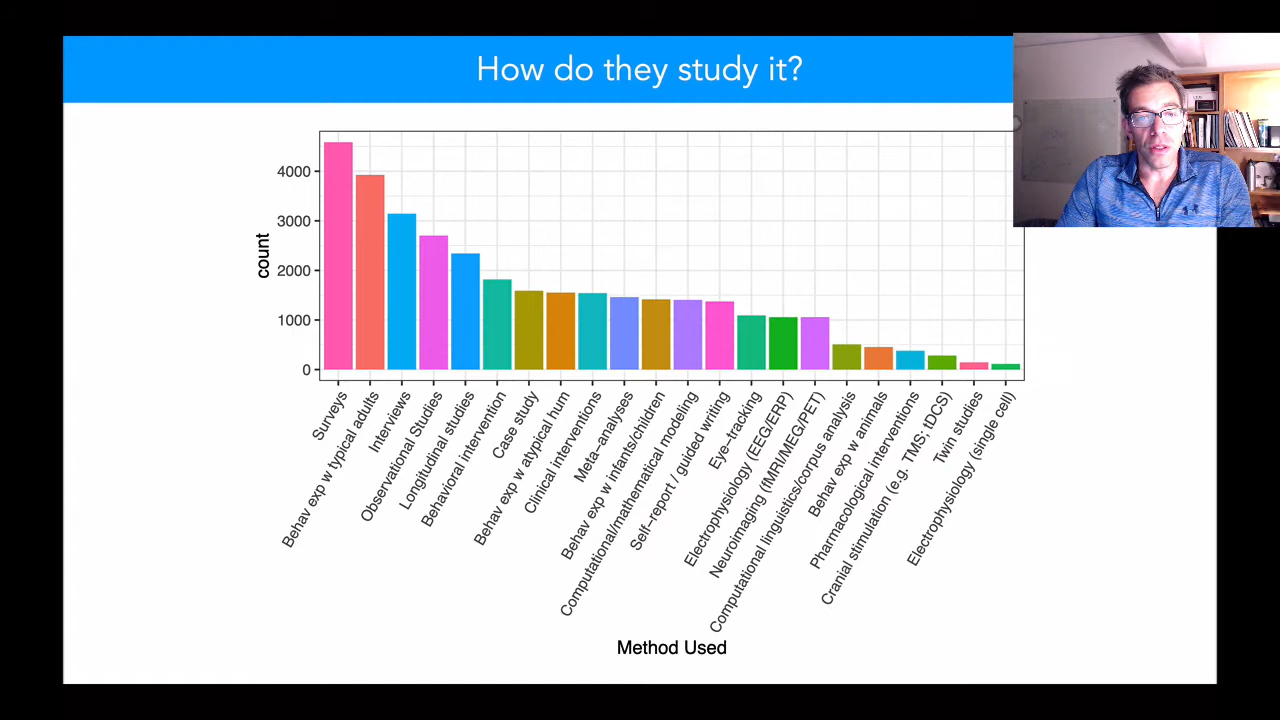 How do they study it?
count
4000
3000
2000
1000
0
Surveys
Behav exp w typical adults
Interviews
Observational Studies
Longitudinal studies
Behavioral intervention
Case study
Behav exp w atypical hum
Clinical interventions
Meta−analyses
Behav exp w infants/children
Computational/mathematical modeling
Self−report / guided writing
Eye−tracking
Electrophysiology (EEG/ERP)
Neuroimaging (fMRI/MEG/PET)
Computational linguistics/corpus analysis
Behav exp w animals
Pharmacological interventions
Cranial stimulation (e.g. TMS; tDCS)
Twin studies
Electrophysiology (single cell)
Method Used